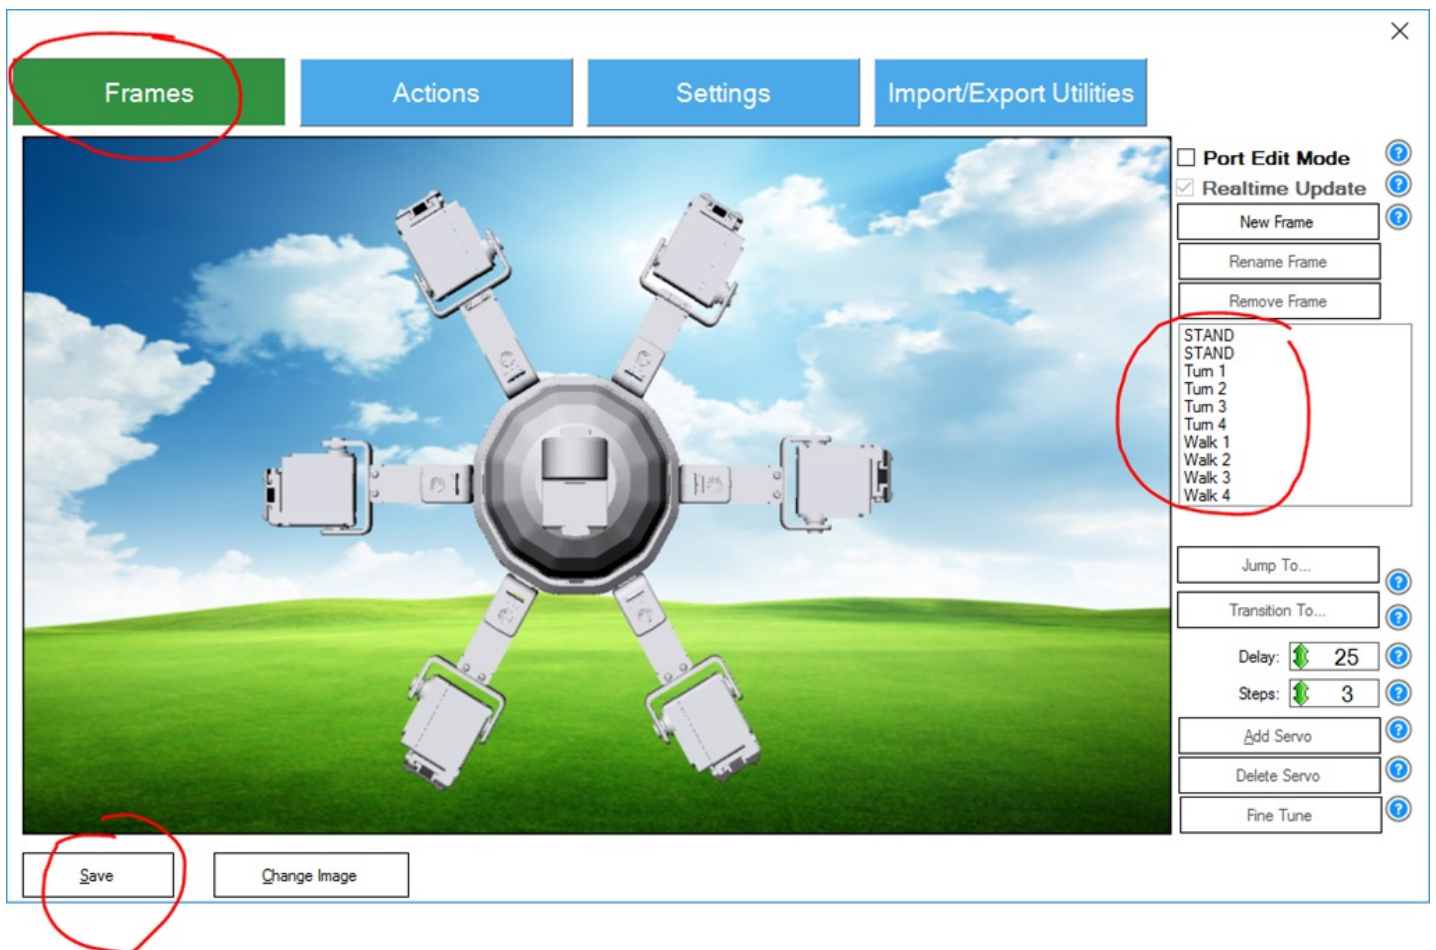 Frames
Actions
Settings
Import/Export Utilities
Port Edit Mode
Realtime Update
New Frame
Rename Frame
Remove Frame
STAND
STAND
Turn 1
Turn 2
Turn 3
Turn 4
Walk 1
Walk 2
Walk 3
Walk 4
Jump To...
Transition To...
Delay: 25
Steps: 3
Add Servo
Delete Servo
Fine Tune
Save
Change Image